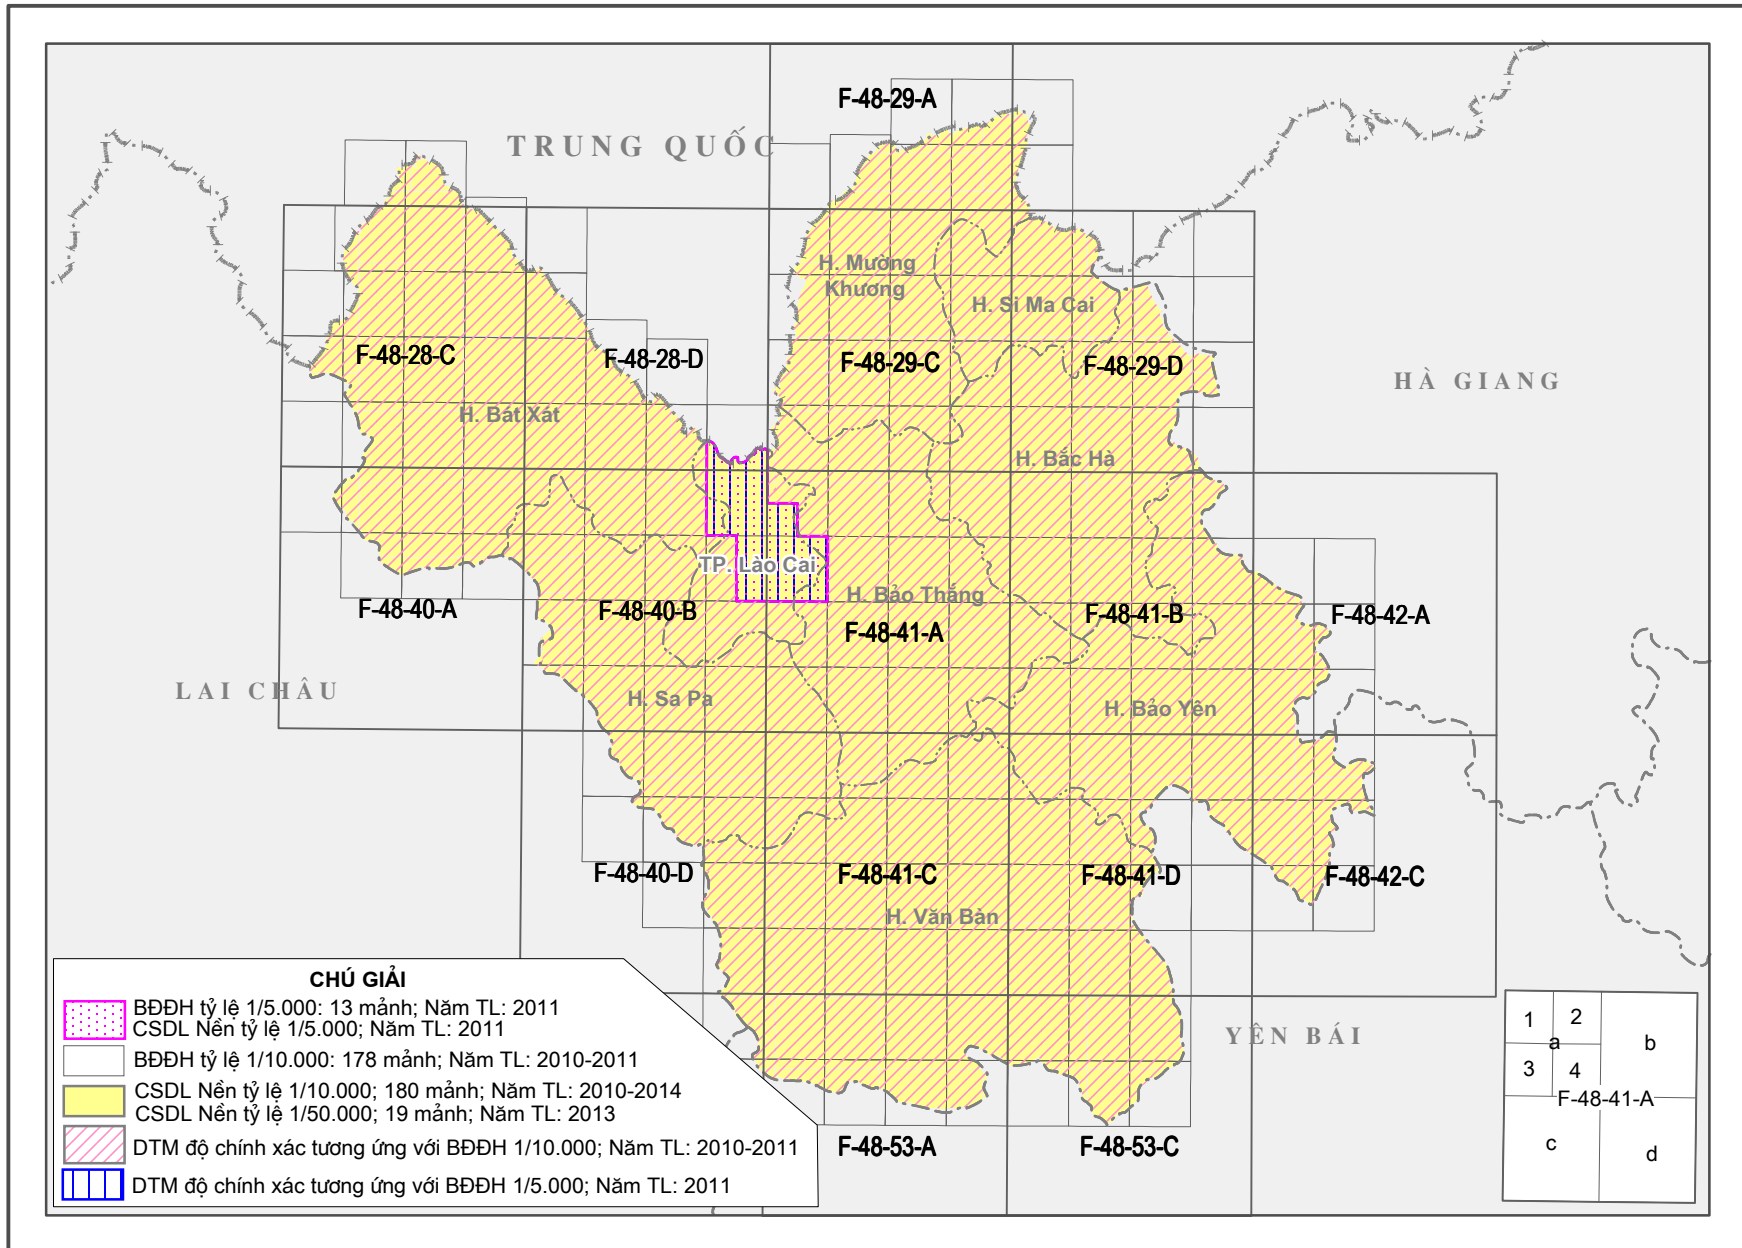 F-48-29-A
TRUNG QUỐC
H. Mường
Khương
H. Si Ma Cai
F-48-28-C
F-48-28-D
F-48-29-C
F-48-29-D
HÀ GIANG
H. Bát Xát
H. Bắc Hà
TP. Lào Cai
H. Bảo Thắng
F-48-40-A
F-48-40-B
F-48-41-A
F-48-41-B
F-48-42-A
LAI CHÂU
H. Sa Pa
H. Bảo Yên
F-48-40-D
F-48-41-C
F-48-41-D
F-48-42-C
H. Văn Bàn
YÊN BÁI
CHÚ GIẢI
BĐĐH tỷ lệ 1/5.000: 13 mảnh; Năm TL: 2011
CSDL Nền tỷ lệ 1/5.000; Năm TL: 2011
BĐĐH tỷ lệ 1/10.000: 178 mảnh; Năm TL: 2010-2011
CSDL Nền tỷ lệ 1/10.000; 180 mảnh; Năm TL: 2010-2014
CSDL Nền tỷ lệ 1/50.000; 19 mảnh; Năm TL: 2013
DTM độ chính xác tương ứng với BĐĐH 1/10.000; Năm TL: 2010-2011
DTM độ chính xác tương ứng với BĐĐH 1/5.000; Năm TL: 2011
F-48-53-A
F-48-53-C
1 2
a b
3 4
F-48-41-A
c d